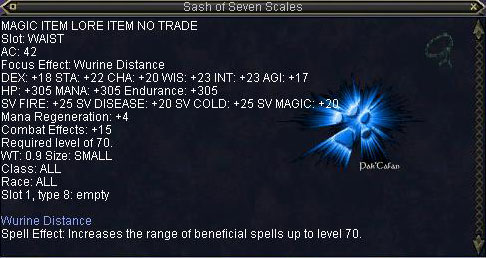 Sash of Seven Scales
MAGIC ITEM LORE ITEM NO TRADE
Slot: WAIST
AC: 42
Focus Effect: Wurine Distance
DEX: +18 STA: +22 CHA: +20 WIS: +23 INT: +23 AGI: +17
HP: +305 MANA: +305 Endurance: +305
SV FIRE: +25 SV DISEASE: +20 SV COLD: +25 SV MAGIC: +20
Mana Regeneration: +4
Combat Effects: +15
Required level of 70.
WT: 0.9 Size: SMALL
Class: ALL
Race: ALL
Slot 1, type 8: empty
Pak'Calan
Wurine Distance
Spell Effect: Increases the range of beneficial spells up to level 70.